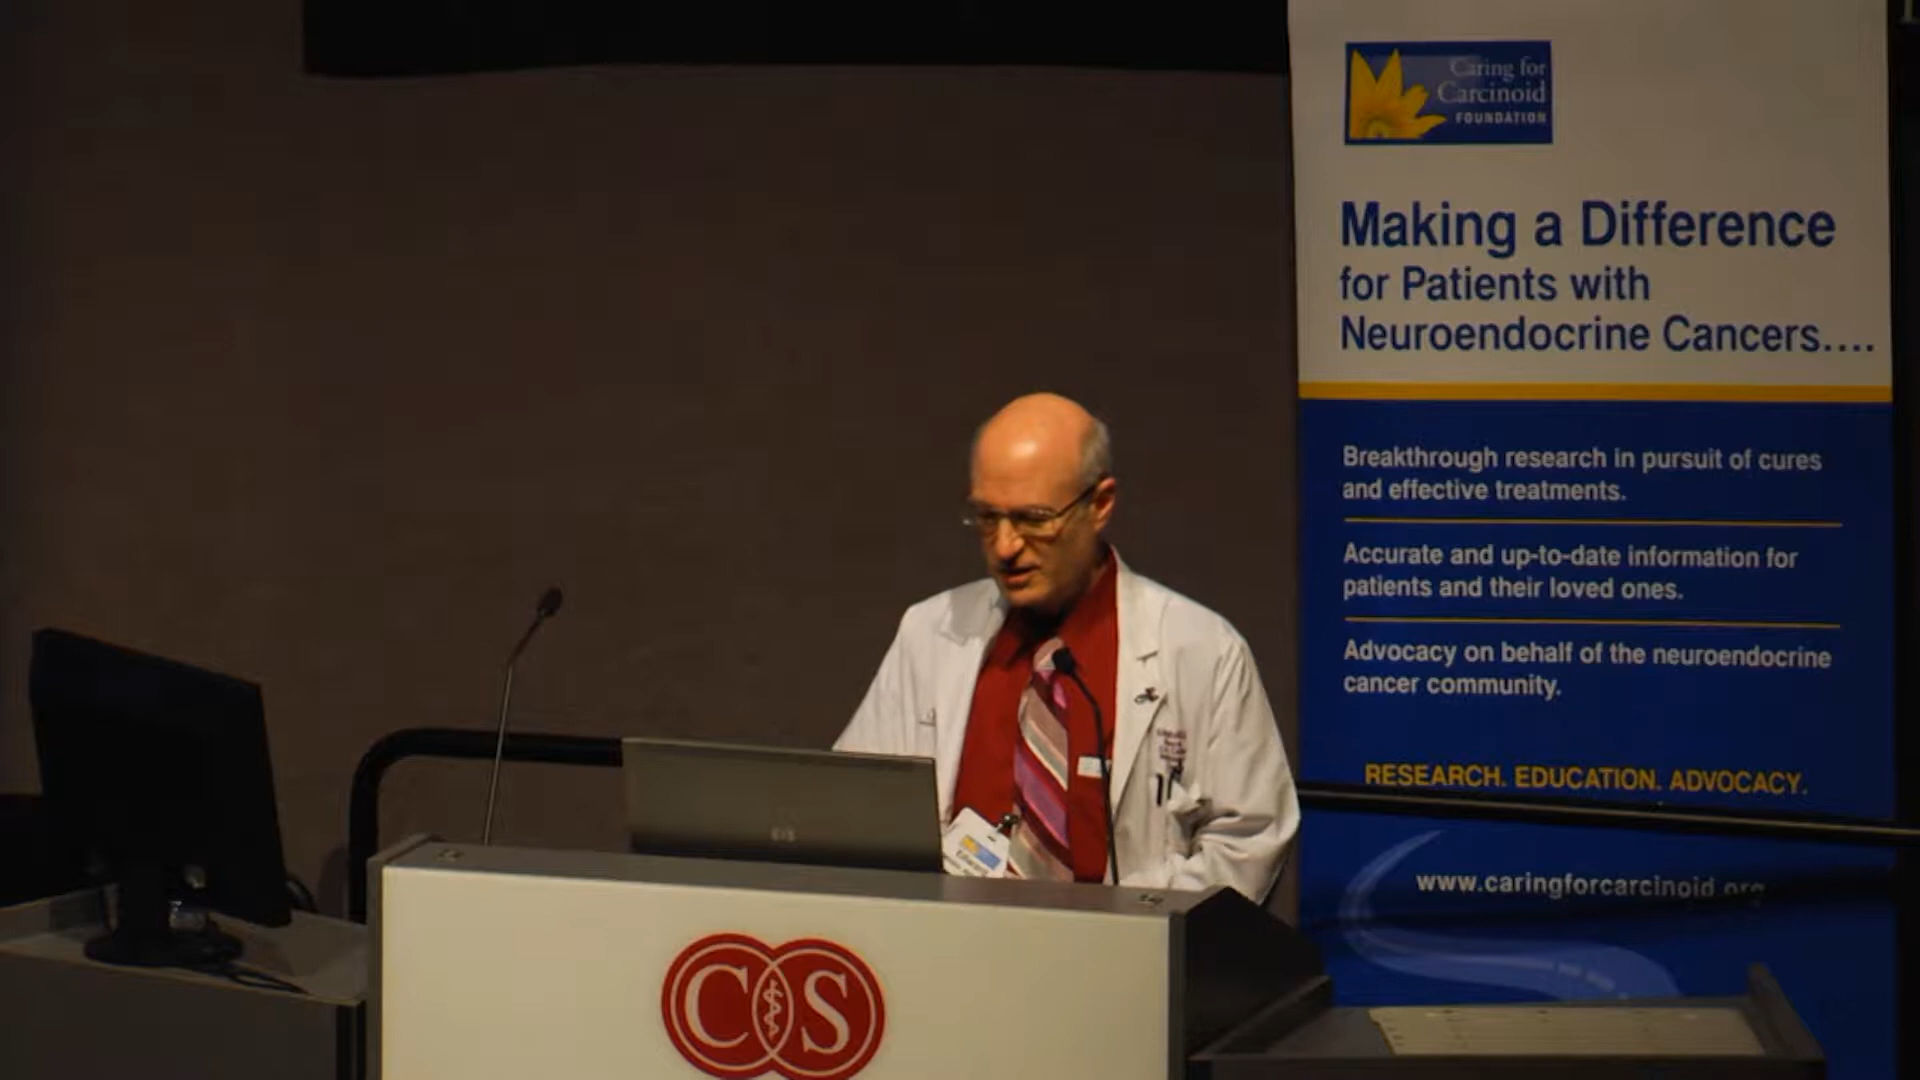 Caring for
Carcinoid
FOUNDATION
Making a Difference
for Patients with
Neuroendocrine Cancers....
Breakthrough research in pursuit of cures
and effective treatments.
Accurate and up-to-date information for
patients and their loved ones.
Advocacy on behalf of the neuroendocrine
cancer community.
RESEARCH. EDUCATION. ADVOCACY.
www.caringforcarcinoid.org
hp
CS